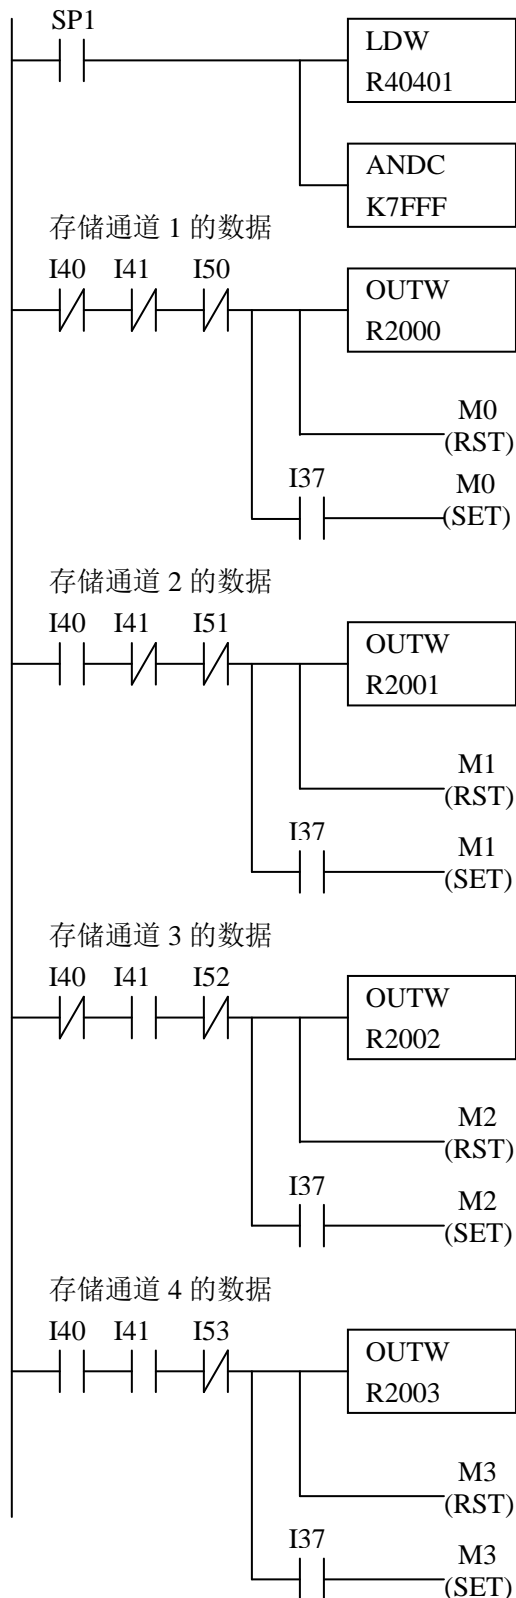 SP1
LDW
R40401
ANDC
K7FFF
存储通道 1 的数据
I40 I41 I50
OUTW
R2000
M0
(RST)
I37
M0
(SET)
存储通道 2 的数据
I40 I41 I51
OUTW
R2001
M1
(RST)
I37
M1
(SET)
存储通道 3 的数据
I40 I41 I52
OUTW
R2002
M2
(RST)
I37
M2
(SET)
存储通道 4 的数据
I40 I41 I53
OUTW
R2003
M3
(RST)
I37
M3
(SET)